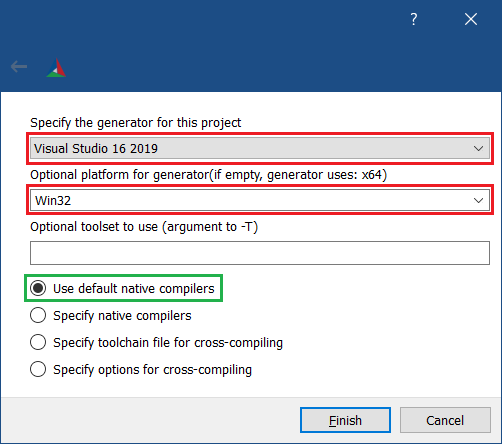 ?
Specify the generator for this project
Visual Studio 16 2019
Optional platform for generator(if empty, generator uses: x64)
Win32
Optional toolset to use (argument to -T)
Use default native compilers
Specify native compilers
Specify toolchain file for cross-compiling
Specify options for cross-compiling
Finish Cancel